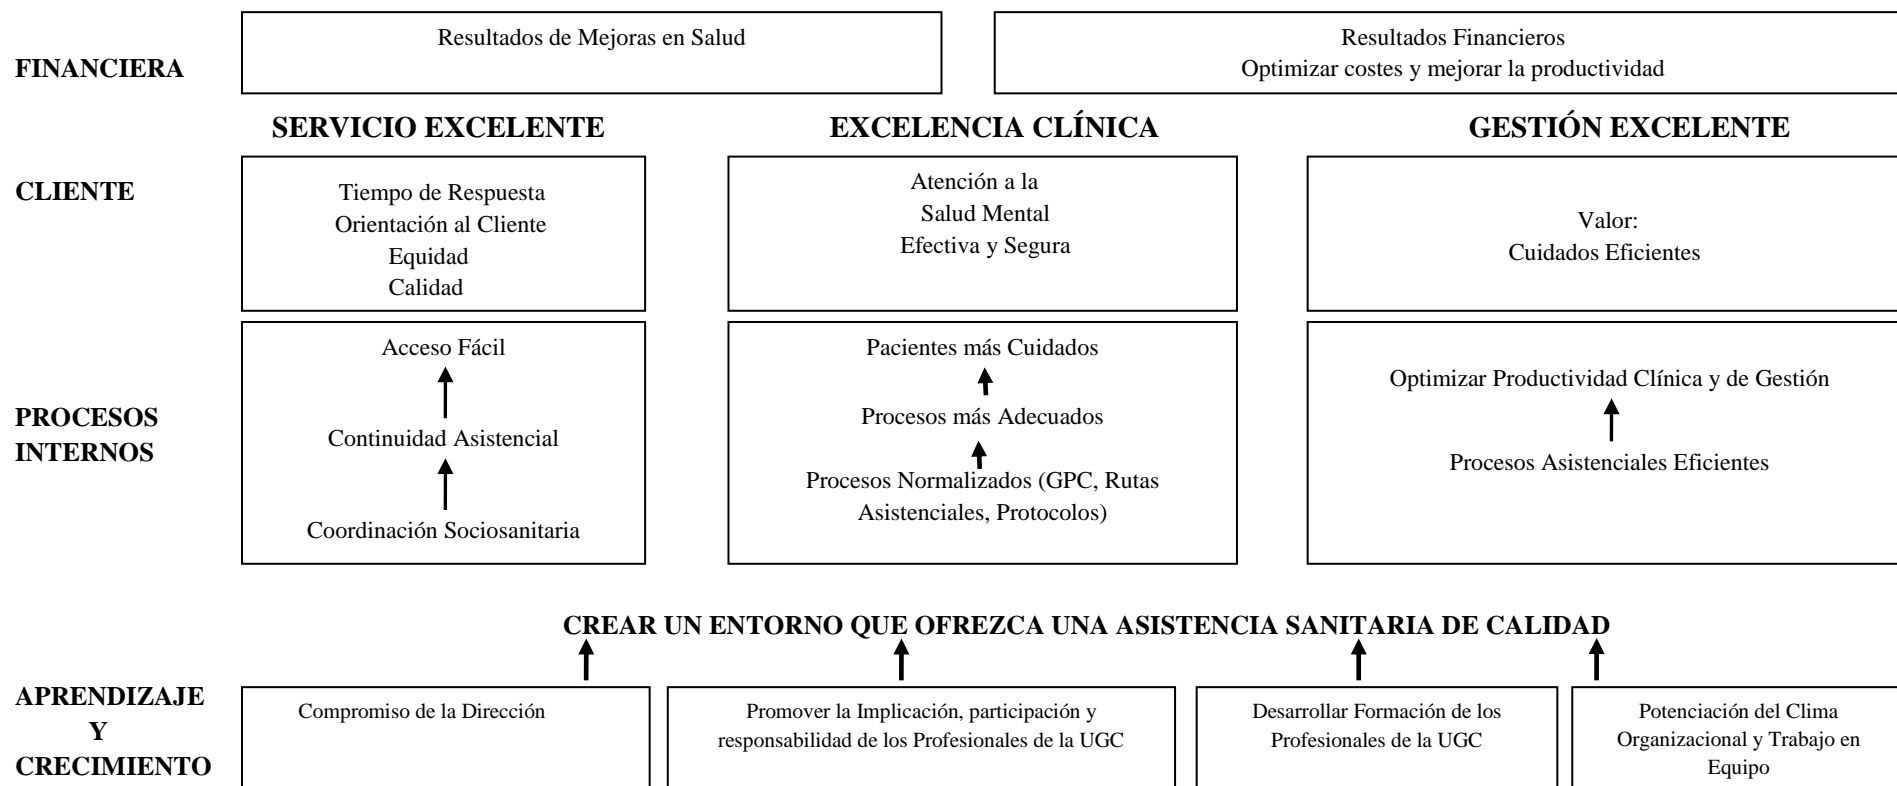 FINANCIERA
Resultados de Mejoras en Salud
Resultados Financieros
Optimizar costes y mejorar la productividad
SERVICIO EXCELENTE
EXCELENCIA CLÍNICA
GESTIÓN EXCELENTE
CLIENTE
Tiempo de Respuesta
Orientación al Cliente
Equidad
Calidad
Atención a la
Salud Mental
Efectiva y Segura
Valor:
Cuidados Eficientes
PROCESOS
INTERNOS
Acceso Fácil
Continuidad Asistencial
Coordinación Sociosanitaria
Pacientes más Cuidados
Procesos más Adecuados
Procesos Normalizados (GPC, Rutas
Asistenciales, Protocolos)
Optimizar Productividad Clínica y de Gestión
Procesos Asistenciales Eficientes
CREAR UN ENTORNO QUE OFREZCA UNA ASISTENCIA SANITARIA DE CALIDAD
APRENDIZAJE
Y
CRECIMIENTO
Compromiso de la Dirección
Promover la Implicación, participación y
responsabilidad de los Profesionales de la UGC
Desarrollar Formación de los
Profesionales de la UGC
Potenciación del Clima
Organizacional y Trabajo en
Equipo